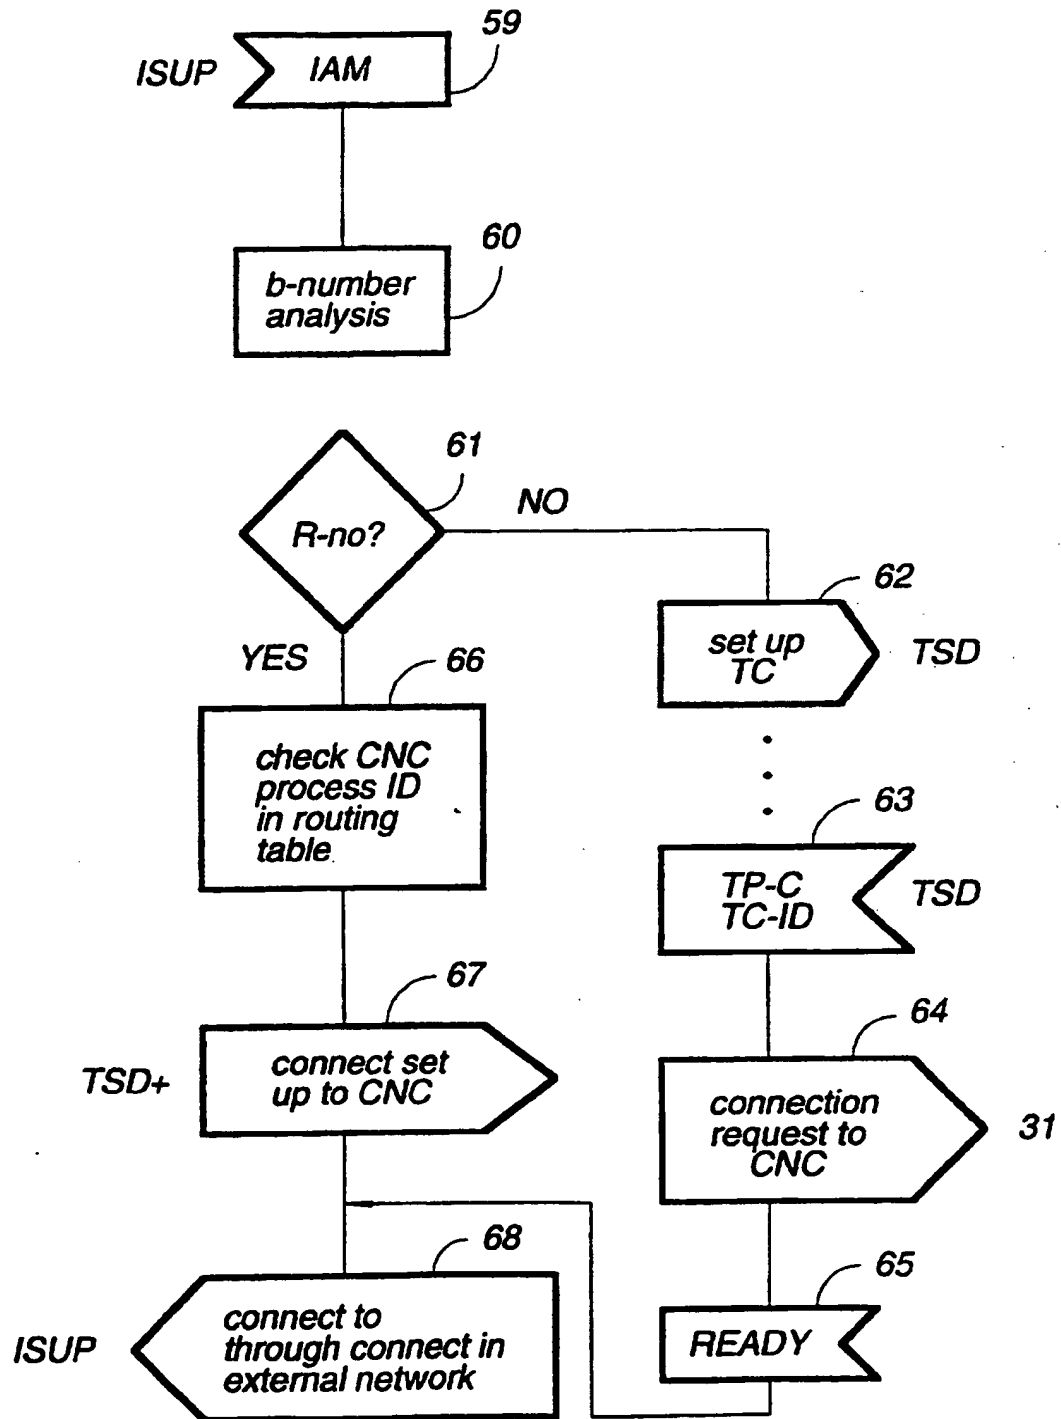 59
ISUP
IAM
60
b-number
analysis
61
R-no?
NO
YES
62
set up
TC
TSD
66
check CNC
process ID
in routing
table
63
TP-C
TC-ID
TSD
67
TSD+
connect set
up to CNC
64
connection
request to
CNC
31
68
ISUP
connect to
through connect in
external network
65
READY